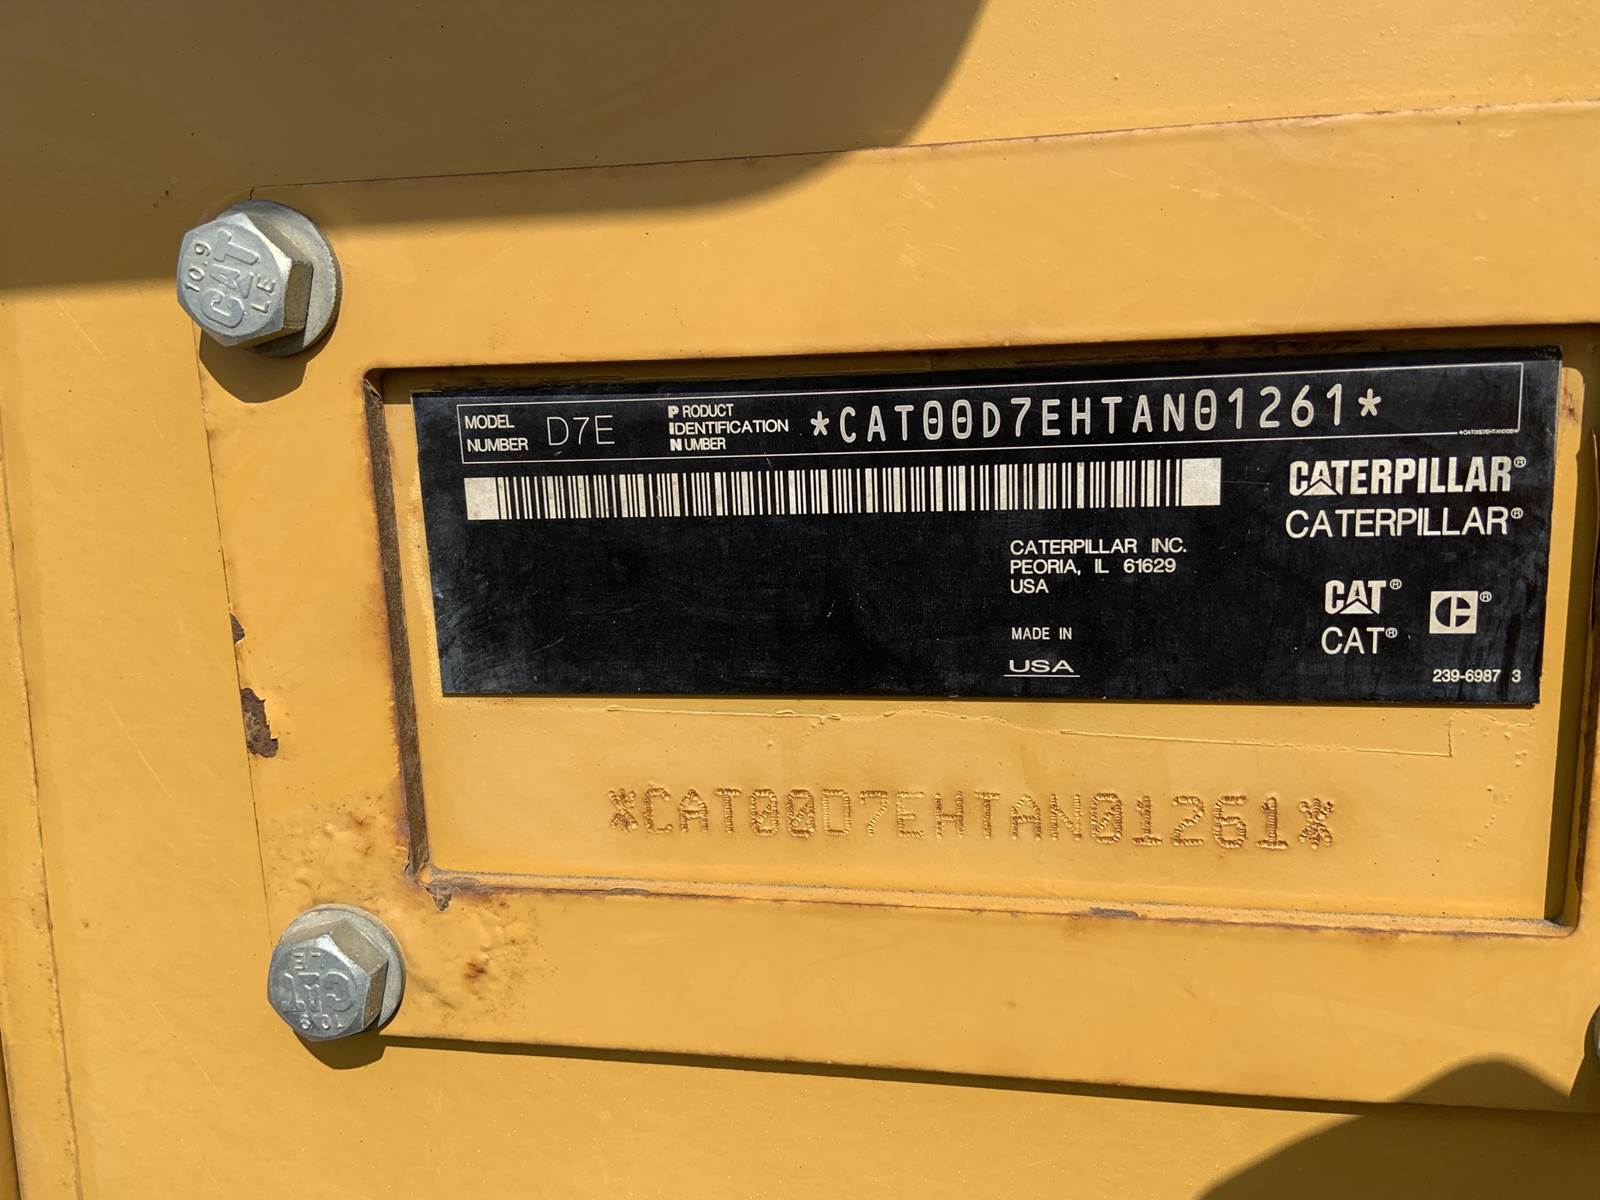 10.9
CAT
LE
MODEL NUMBER D7E
PRODUCT IDENTIFICATION NUMBER *CAT00D7EHTAN01261*
*CAT00D7EHTAN01261*
CATERPILLAR®
CATERPILLAR®
CATERPILLAR INC.
PEORIA, IL 61629
USA
MADE IN
USA
CAT®
CAT®
C®
239-6987 3
*CAT00D7EHTAN01261*
LE
CAT
10.9